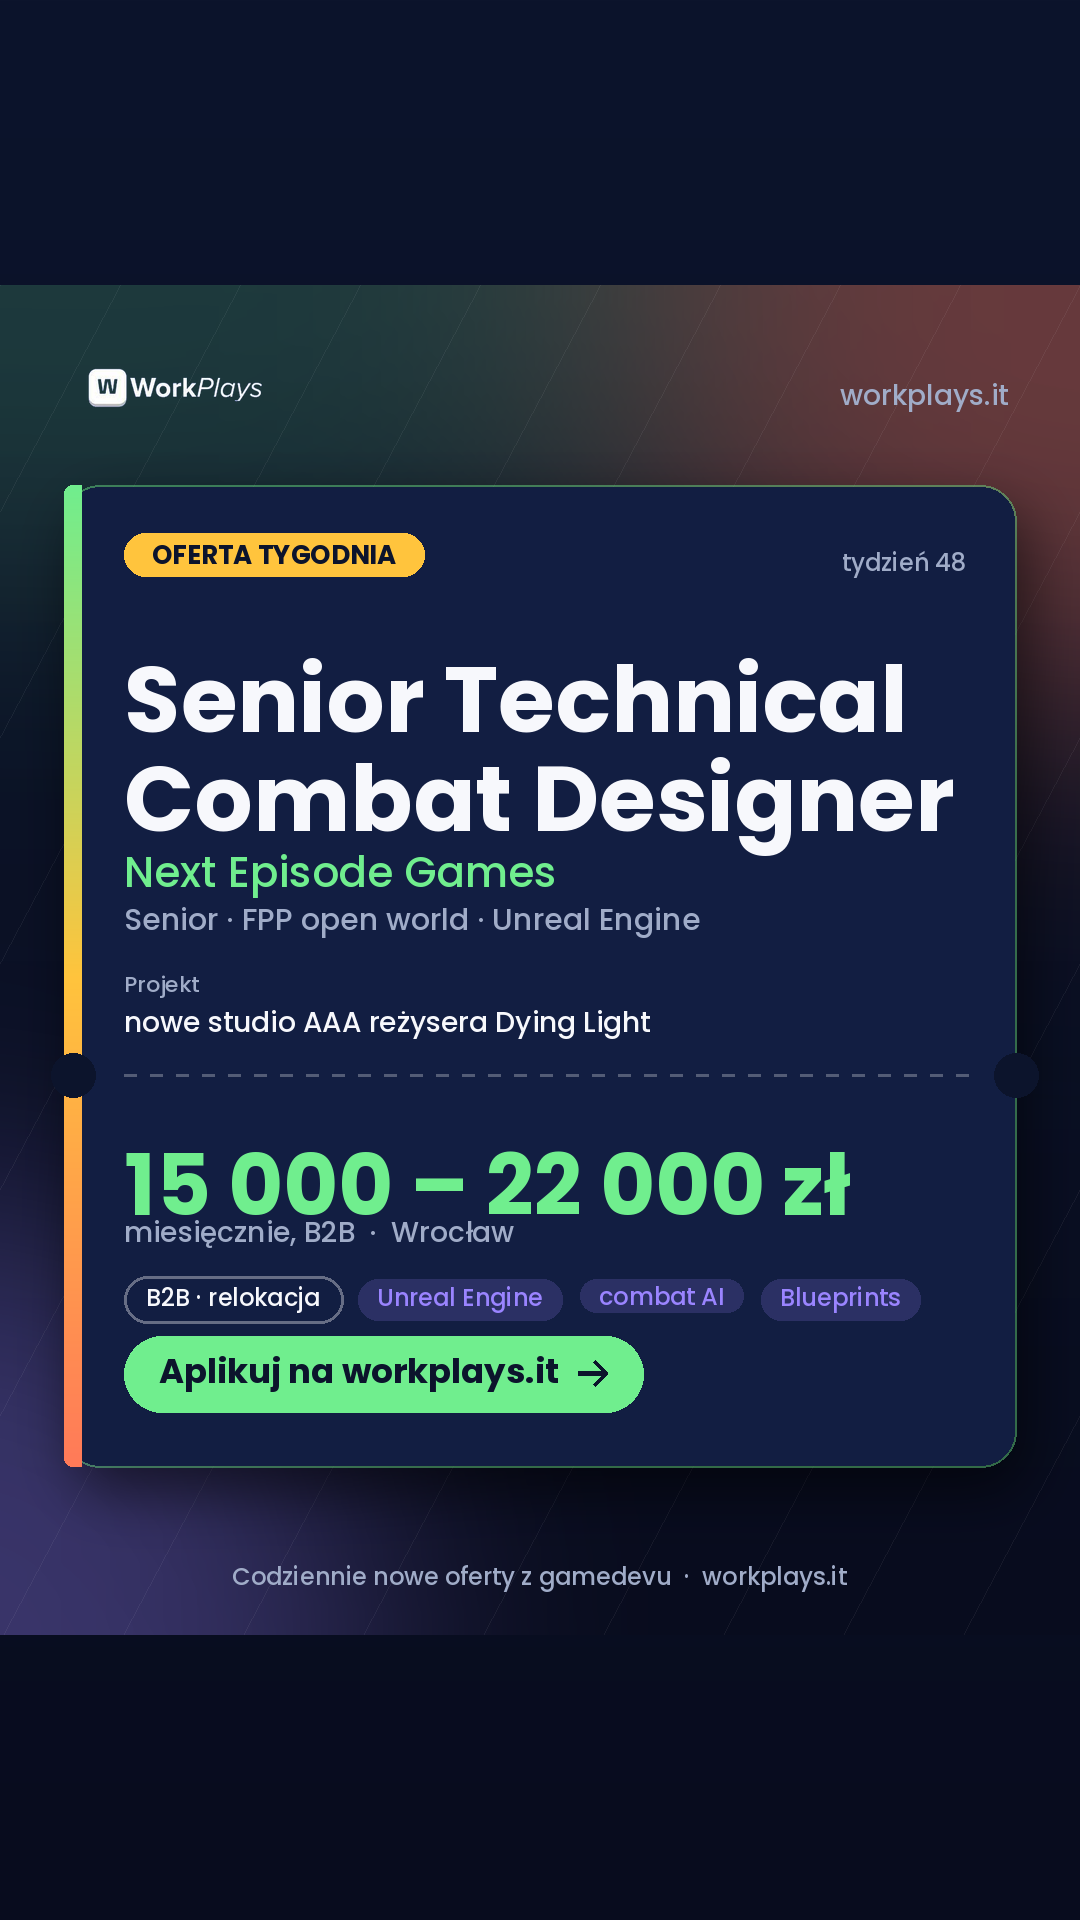 W WorkPlays
workplays.it
OFERTA TYGODNIA
tydzień 48
Senior Technical
Combat Designer
Next Episode Games
Senior · FPP open world · Unreal Engine
Projekt
nowe studio AAA reżysera Dying Light
15 000 – 22 000 zł
miesięcznie, B2B · Wrocław
B2B · relokacja Unreal Engine combat AI Blueprints
Aplikuj na workplays.it →
Codziennie nowe oferty z gamedevu · workplays.it